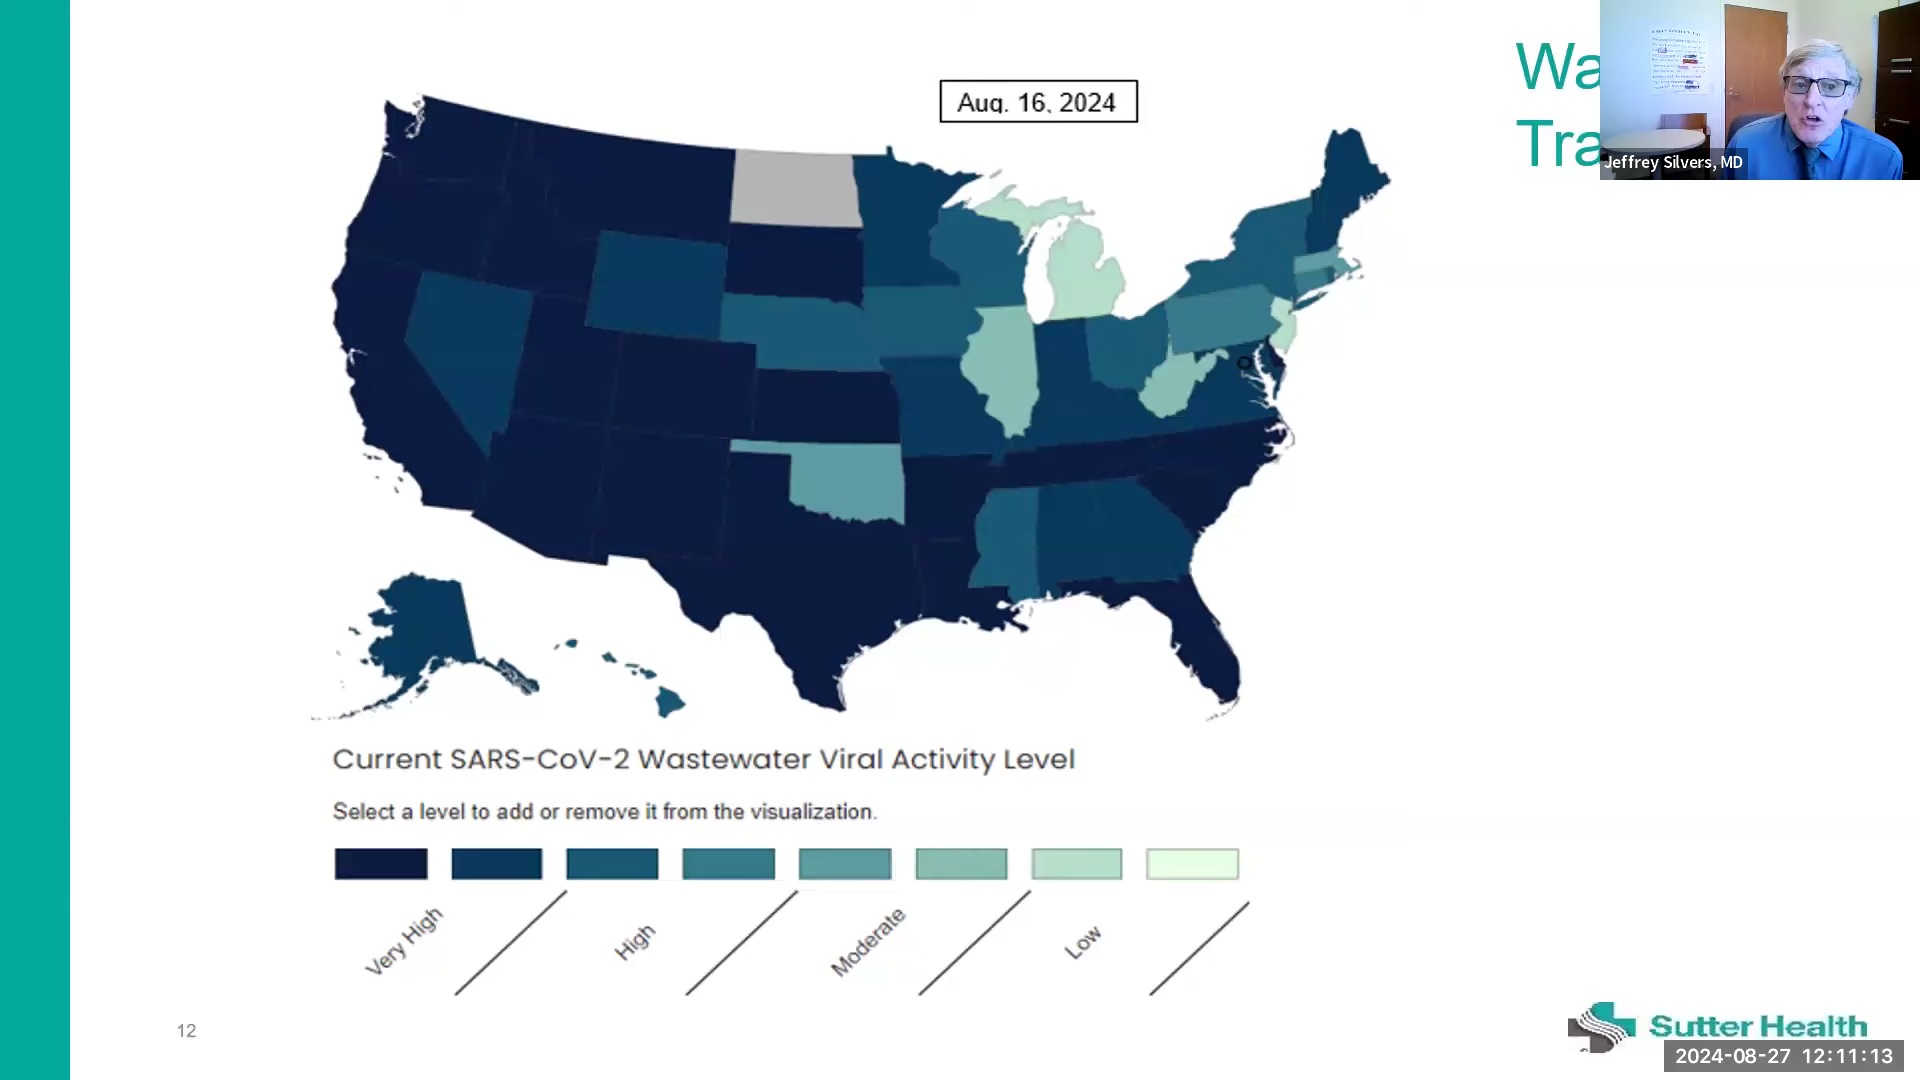 Wa
Tra
Jeffrey Silvers, MD
Aug. 16, 2024
Current SARS-CoV-2 Wastewater Viral Activity Level
Select a level to add or remove it from the visualization.
Very High
High
Moderate
Low
12
Sutter Health
2024-08-27 12:11:13